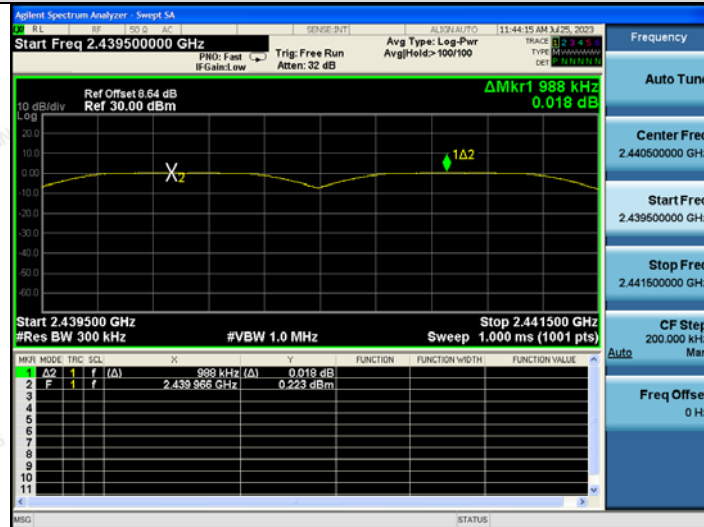 Agilent Spectrum Analyzer - Swept SA
RL RF 50 Ω AC SENSE:INT ALIGNAUTO 11:44:15 AM Jul 25, 2023
Start Freq 2.439500000 GHz
PNO: Fast
IFGain:Low
Trig: Free Run
Atten: 32 dB
Avg Type: Log-Pwr
Avg|Hold:>100/100
TRACE 1 2 3 4 5 6
TYPE M
DET P N N N N N
ΔMkr1 988 kHz
0.018 dB
Ref Offset 8.64 dB
10 dB/div Ref 30.00 dBm
Log
20.0
10.0
0.00
-10.0
-20.0
-30.0
-40.0
-50.0
-60.0
X2
1Δ2
Start 2.439500 GHz Stop 2.441500 GHz
#Res BW 300 kHz #VBW 1.0 MHz Sweep 1.000 ms (1001 pts)
MKR MODE TRC SCL X Y FUNCTION FUNCTION WIDTH FUNCTION VALUE
1 Δ2 1 f (Δ) 988 kHz (Δ) 0.018 dB
2 F 1 f 2.439 966 GHz 0.223 dBm
3
4
5
6
7
8
9
10
11
MSG STATUS
Frequency
Auto Tun
Center Fre
2.440500000 GH
Start Fre
2.439500000 GH
Stop Fre
2.441500000 GH
CF Ste
200.000 kH
Auto Ma
Freq Offse
0 H